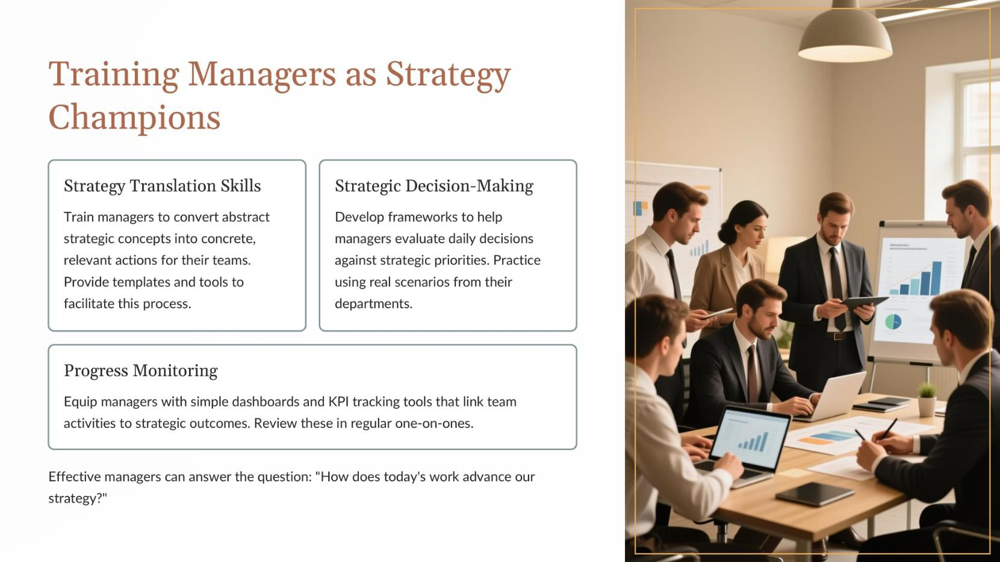 Training Managers as Strategy
Champions
Strategy Translation Skills
Train managers to convert abstract
strategic concepts into concrete,
relevant actions for their teams.
Provide templates and tools to
facilitate this process.
Strategic Decision-Making
Develop frameworks to help
managers evaluate daily decisions
against strategic priorities. Practice
using real scenarios from their
departments.
Progress Monitoring
Equip managers with simple dashboards and KPI tracking tools that link team
activities to strategic outcomes. Review these in regular one-on-ones.
Effective managers can answer the question: "How does today's work advance our
strategy?"